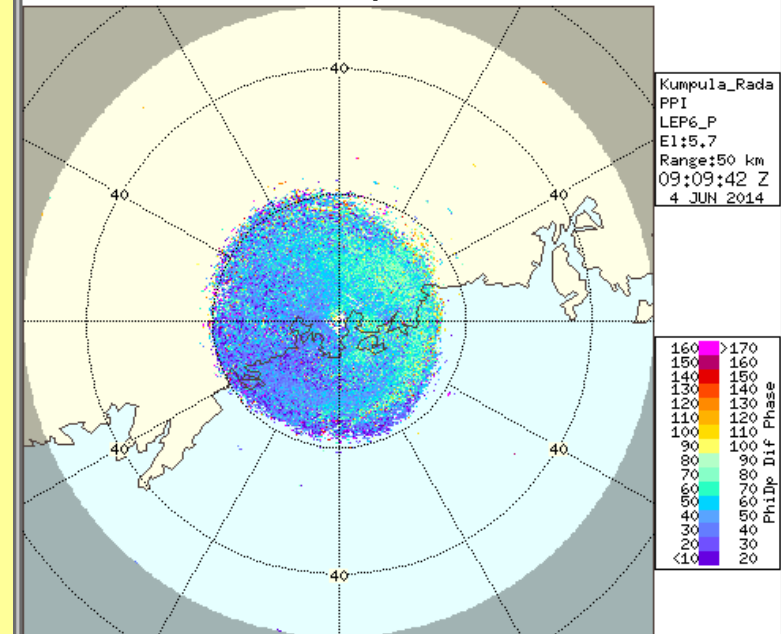 40
40
40
40
40
40
Kumpula_Rada
PPI
LEP6_P
El:5.7
Range:50 km
09:09:42 Z
4 JUN 2014
160 >170
150 160
140 150
130 140
120 130
110 120
100 110
90 100
80 90
70 80
60 70
50 60
40 50
30 40
20 30
<10 20
PhiDp Dif Phase